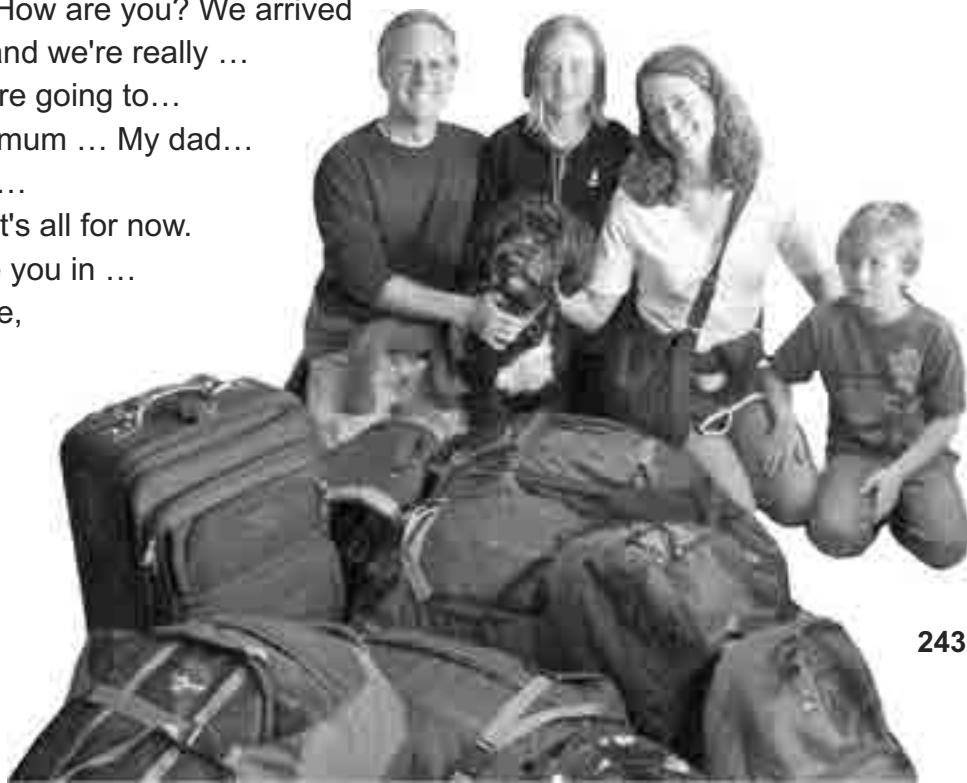 How are you? We arrived
and we're really …
re going to…
mum … My dad…
…
t's all for now.
you in …
e,
243